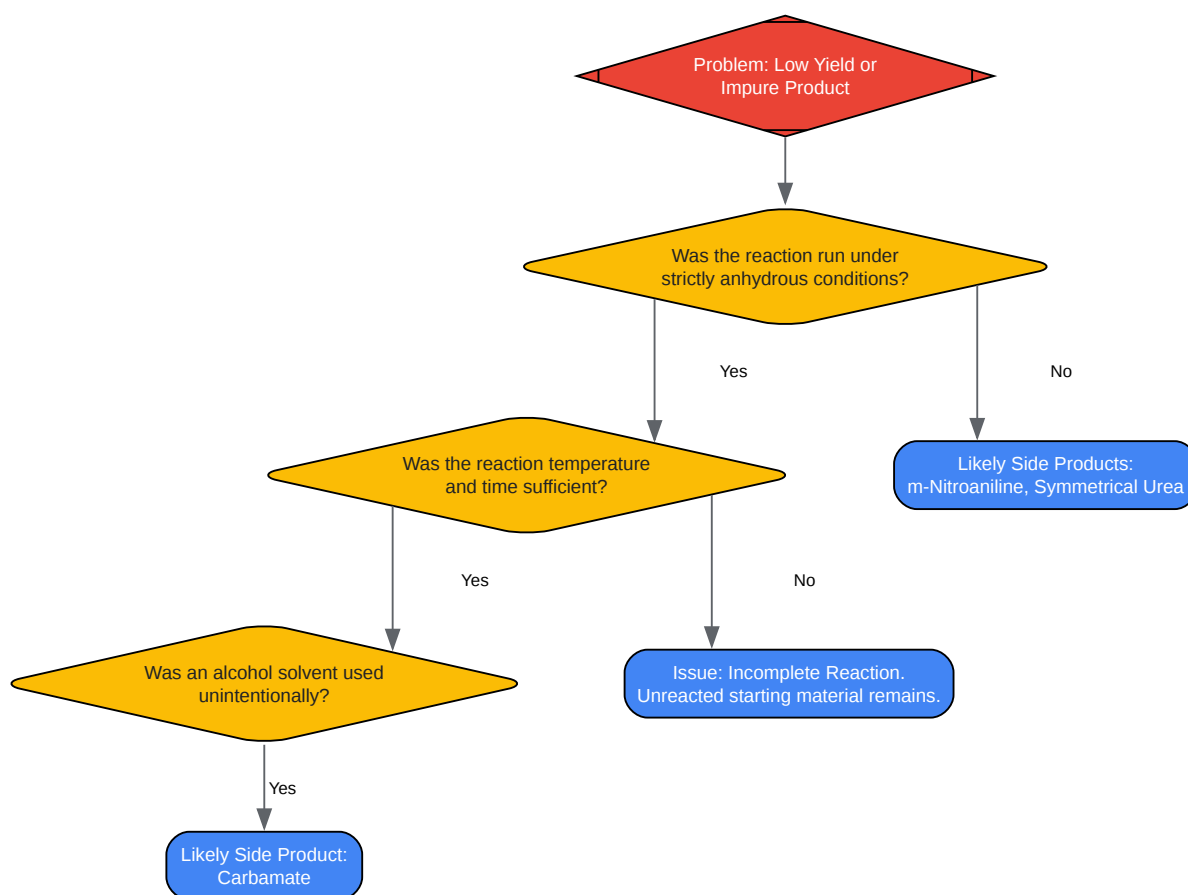 Problem: Low Yield or
Impure Product
Was the reaction run under
strictly anhydrous conditions?
Yes
No
Was the reaction temperature
and time sufficient?
Likely Side Products:
m-Nitroaniline, Symmetrical Urea
Yes
No
Was an alcohol solvent used
unintentionally?
Issue: Incomplete Reaction.
Unreacted starting material remains.
Yes
Likely Side Product:
Carbamate